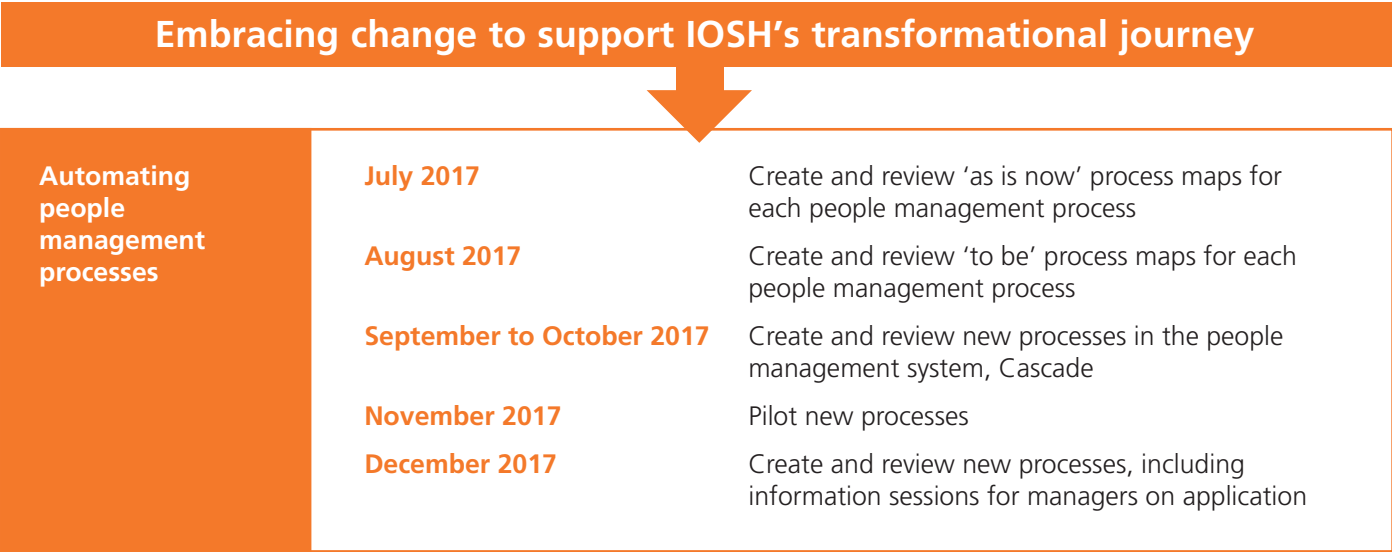 Embracing change to support IOSH’s transformational journey
Automating
people
management
processes
July 2017
Create and review ‘as is now’ process maps for
each people management process
August 2017
Create and review ‘to be’ process maps for each
people management process
September to October 2017
Create and review new processes in the people
management system, Cascade
November 2017
Pilot new processes
December 2017
Create and review new processes, including
information sessions for managers on application